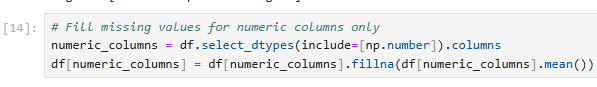 [14]: # Fill missing values for numeric columns only
numeric_columns = df.select_dtypes(include=[np.number]).columns
df[numeric_columns] = df[numeric_columns].fillna(df[numeric_columns].mean())